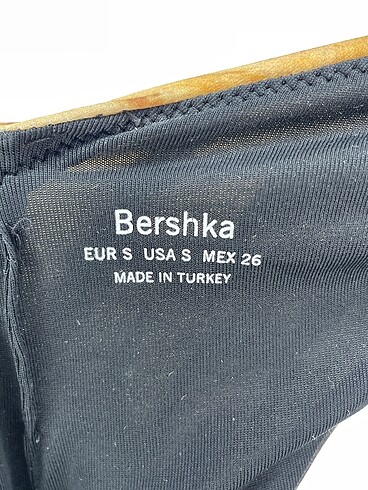 Bershka
EUR S USA S MEX 26
MADE IN TURKEY